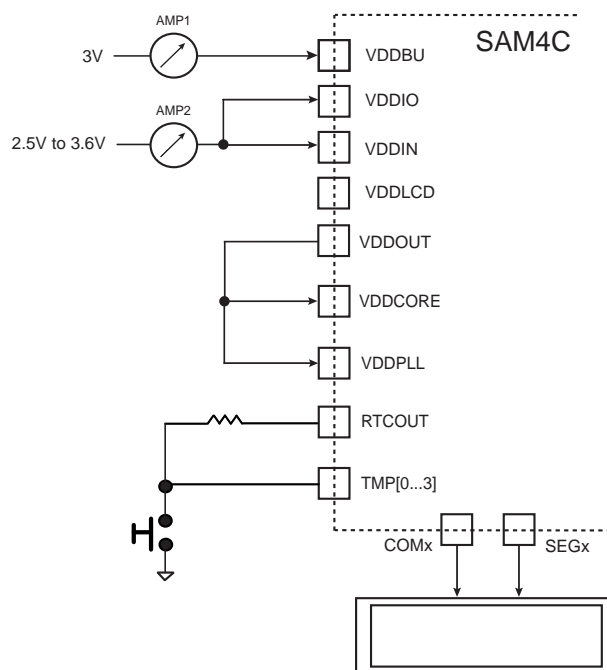 AMP1
SAM4C
3V
VDDBU
VDDIO
AMP2
2.5V to 3.6V
VDDIN
VDDLCD
VDDOUT
VDDCORE
VDDPLL
RTCOUT
TMP[0...3]
COMx
SEGx